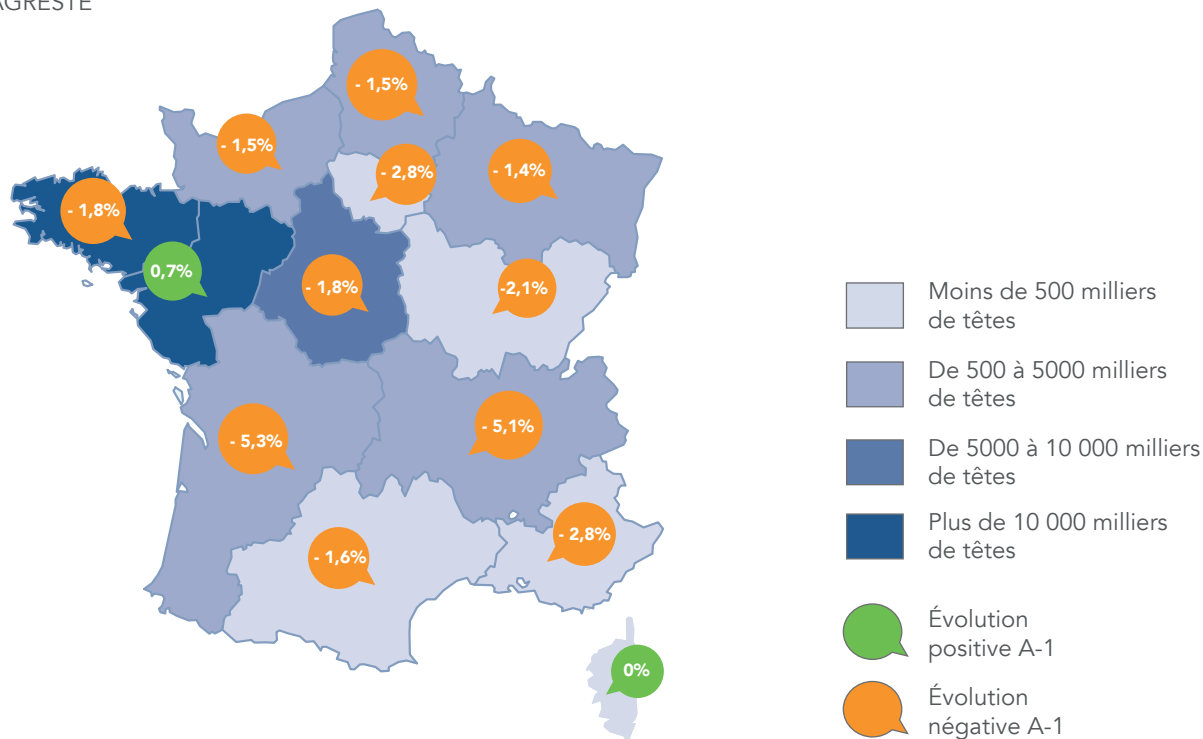 AGRESTE
- 1,5%
- 1,5%
- 2,8%
- 1,4%
- 1,8%
0,7%
- 1,8%
-2,1%
- 5,3%
- 5,1%
- 1,6%
- 2,8%
0%
Moins de 500 milliers
de têtes
De 500 à 5000 milliers
de têtes
De 5000 à 10 000 milliers
de têtes
Plus de 10 000 milliers
de têtes
Évolution
positive A-1
Évolution
négative A-1